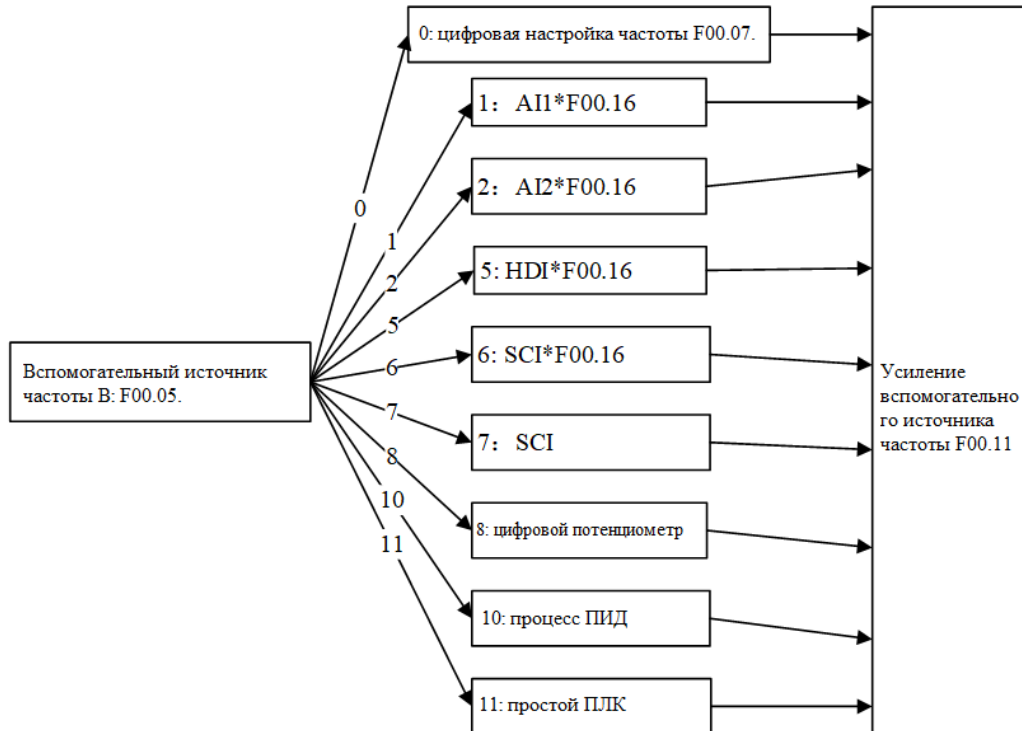 0: цифровая настройка частоты F00.07.
1: AI1*F00.16
0
2: AI2*F00.16
1
5: HDI*F00.16
2
5
6: SCI*F00.16
Вспомогательный источник
частоты B: F00.05.
6
Усиление
вспомогательно
го источника
частоты F00.11
7
7: SCI
8
10
8: цифровой потенциометр
11
10: процесс ПИД
11: простой ПЛК